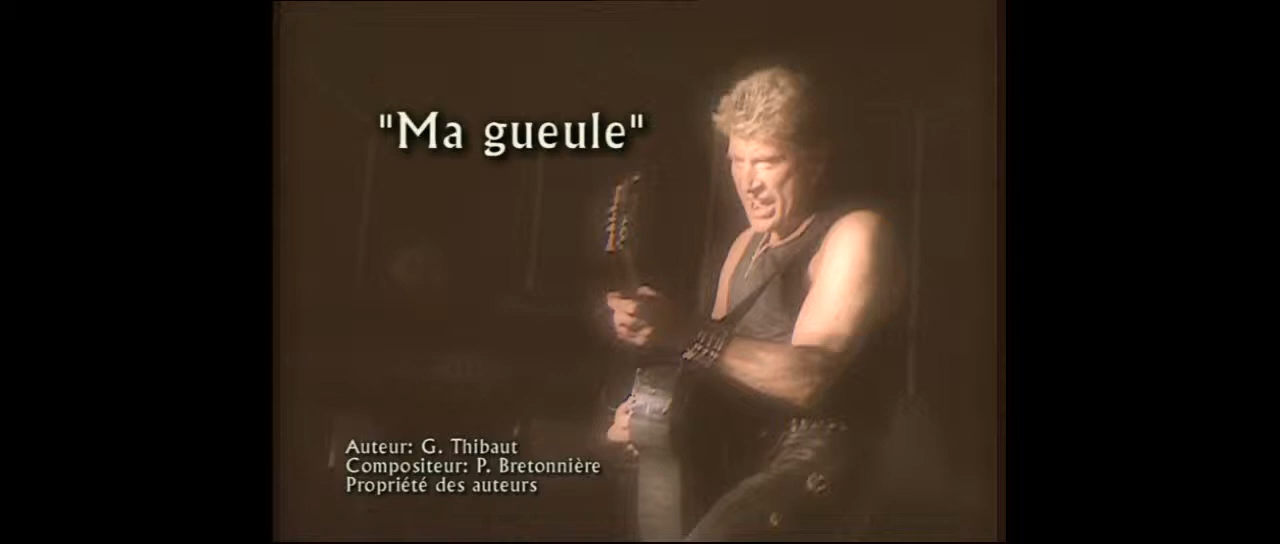 "Ma gueule"
Auteur: G. Thibaut
Compositeur: P. Bretonnière
Propriété des auteurs